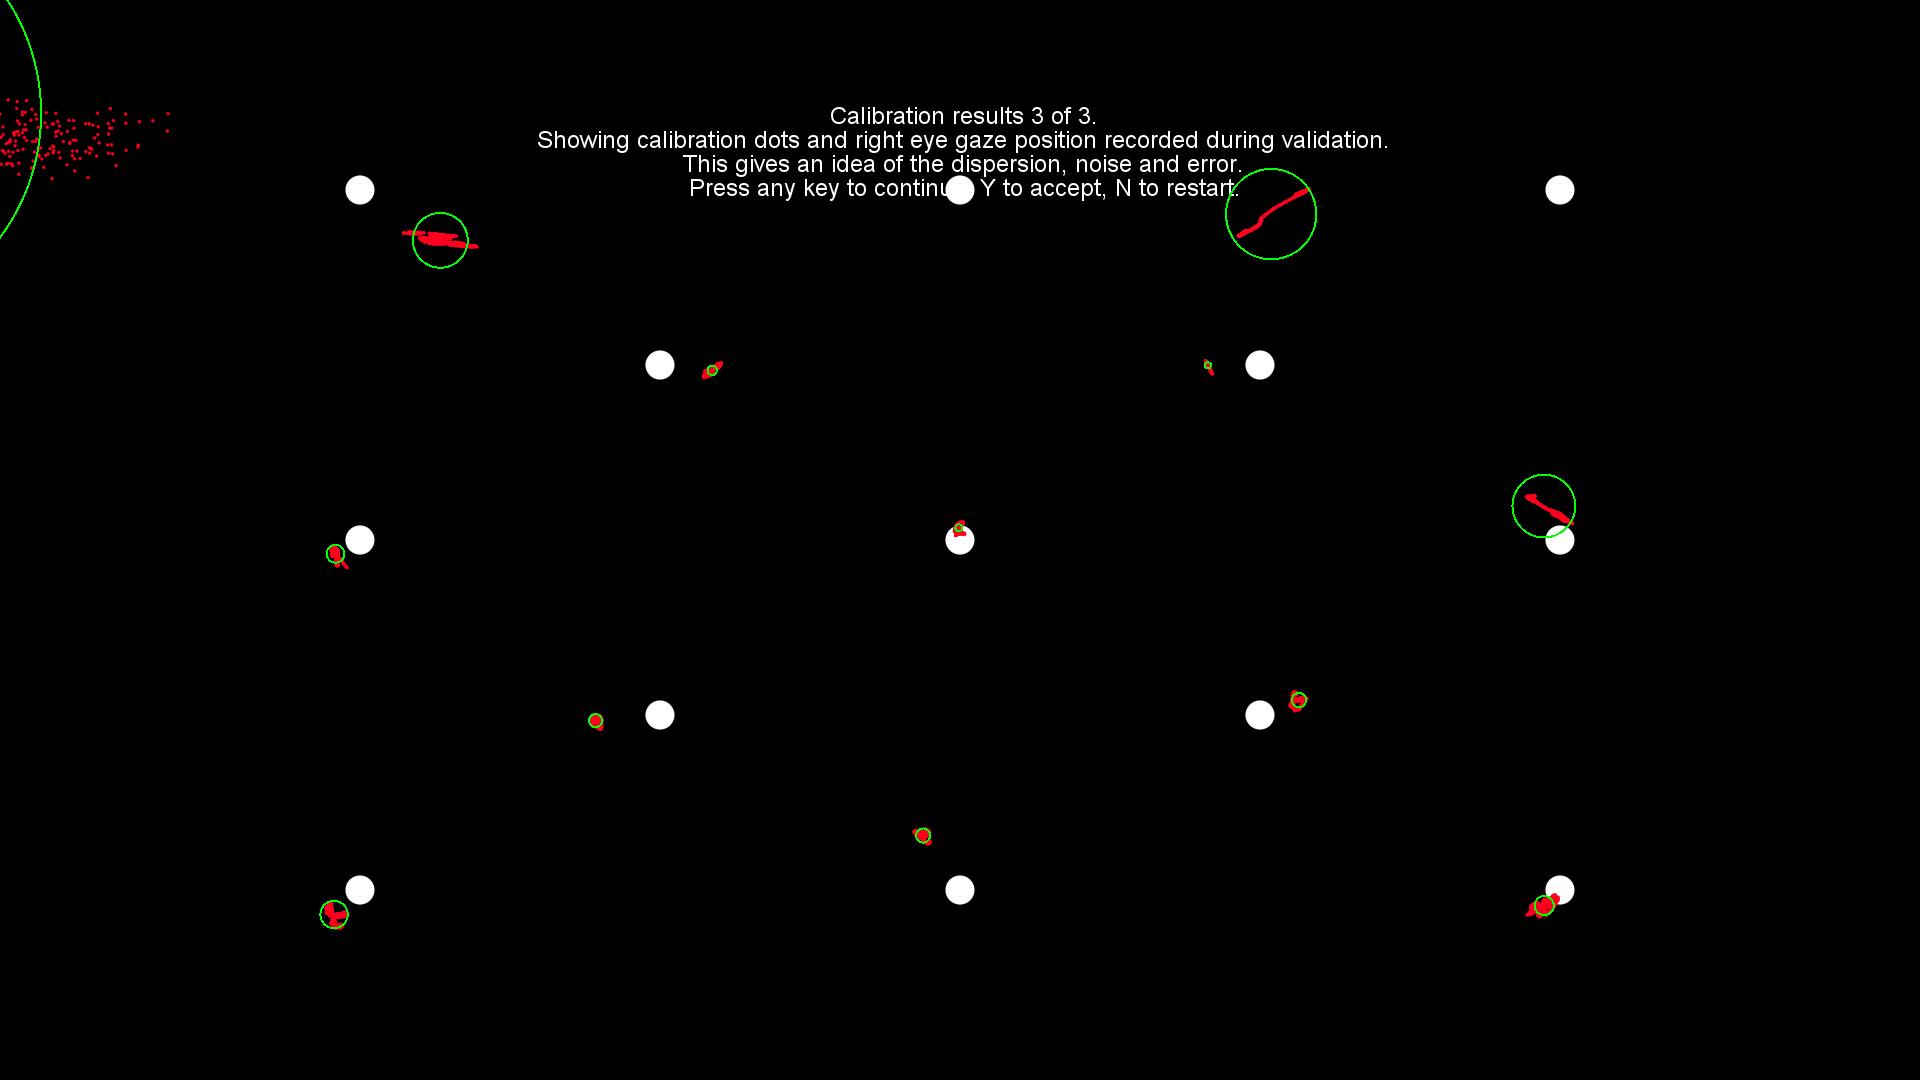 Calibration results 3 of 3.
Showing calibration dots and right eye gaze position recorded during validation.
This gives an idea of the dispersion, noise and error.
Press any key to continu Y to accept, N to restart.